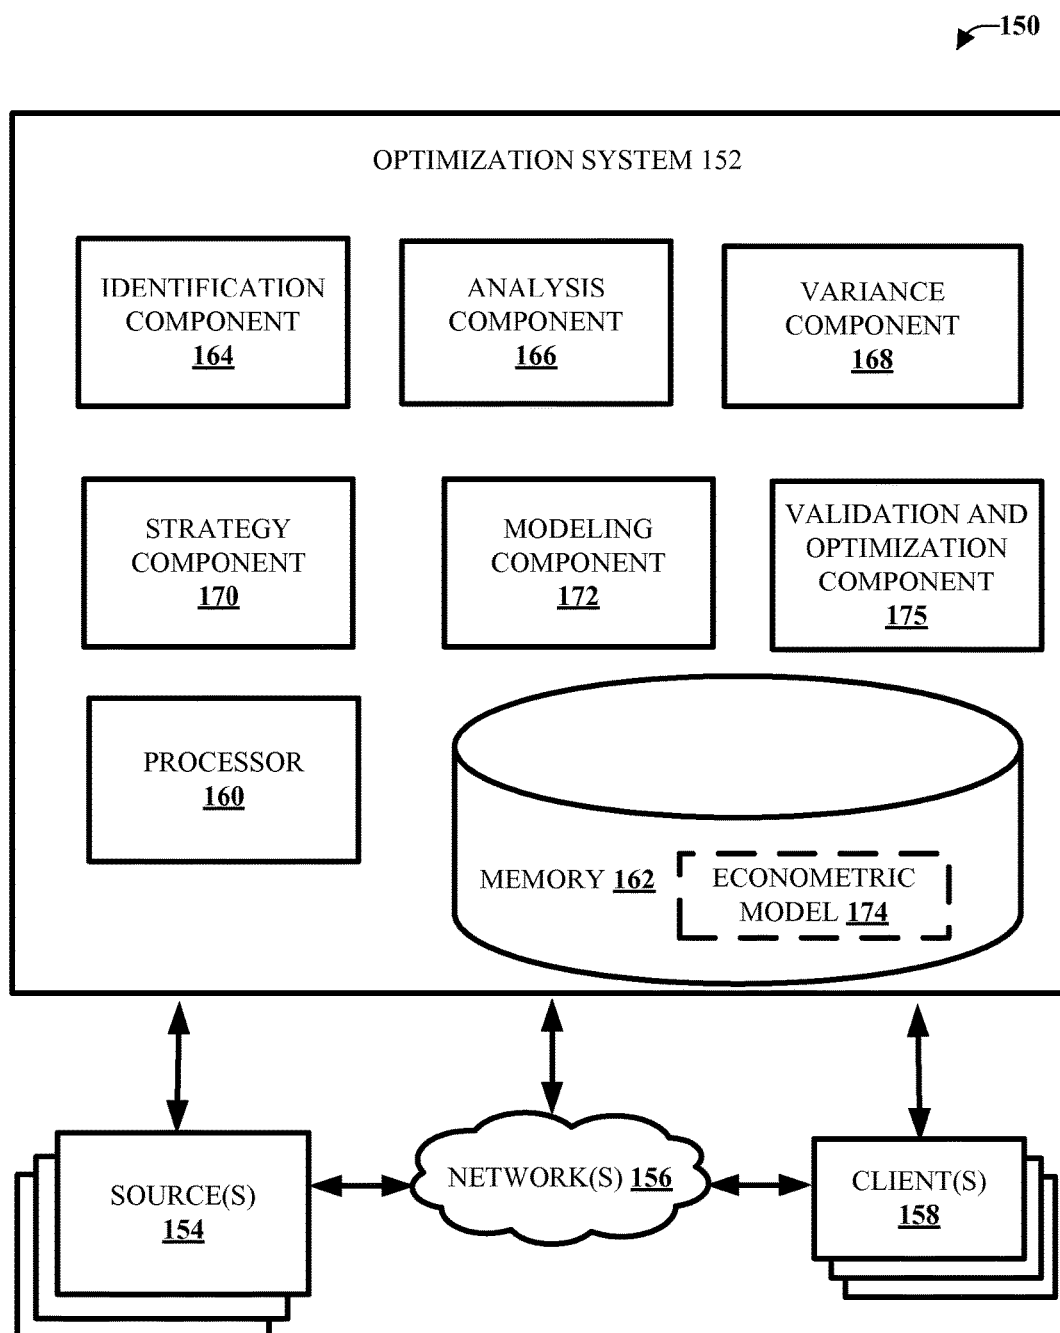 150
OPTIMIZATION SYSTEM 152
IDENTIFICATION
COMPONENT
164
ANALYSIS
COMPONENT
166
VARIANCE
COMPONENT
168
STRATEGY
COMPONENT
170
MODELING
COMPONENT
172
VALIDATION AND
OPTIMIZATION
COMPONENT
175
PROCESSOR
160
MEMORY 162
ECONOMETRIC
MODEL 174
SOURCE(S)
154
NETWORK(S) 156
CLIENT(S)
158